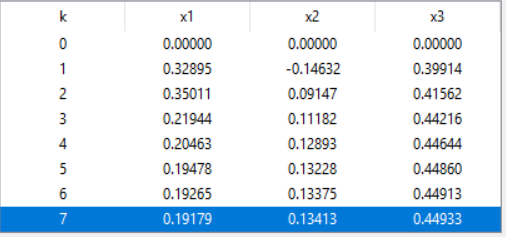 k x1 x2 x3
0 0.00000 0.00000 0.00000
1 0.32895 -0.14632 0.39914
2 0.35011 0.09147 0.41562
3 0.21944 0.11182 0.44216
4 0.20463 0.12893 0.44644
5 0.19478 0.13228 0.44860
6 0.19265 0.13375 0.44913
7 0.19179 0.13413 0.44933